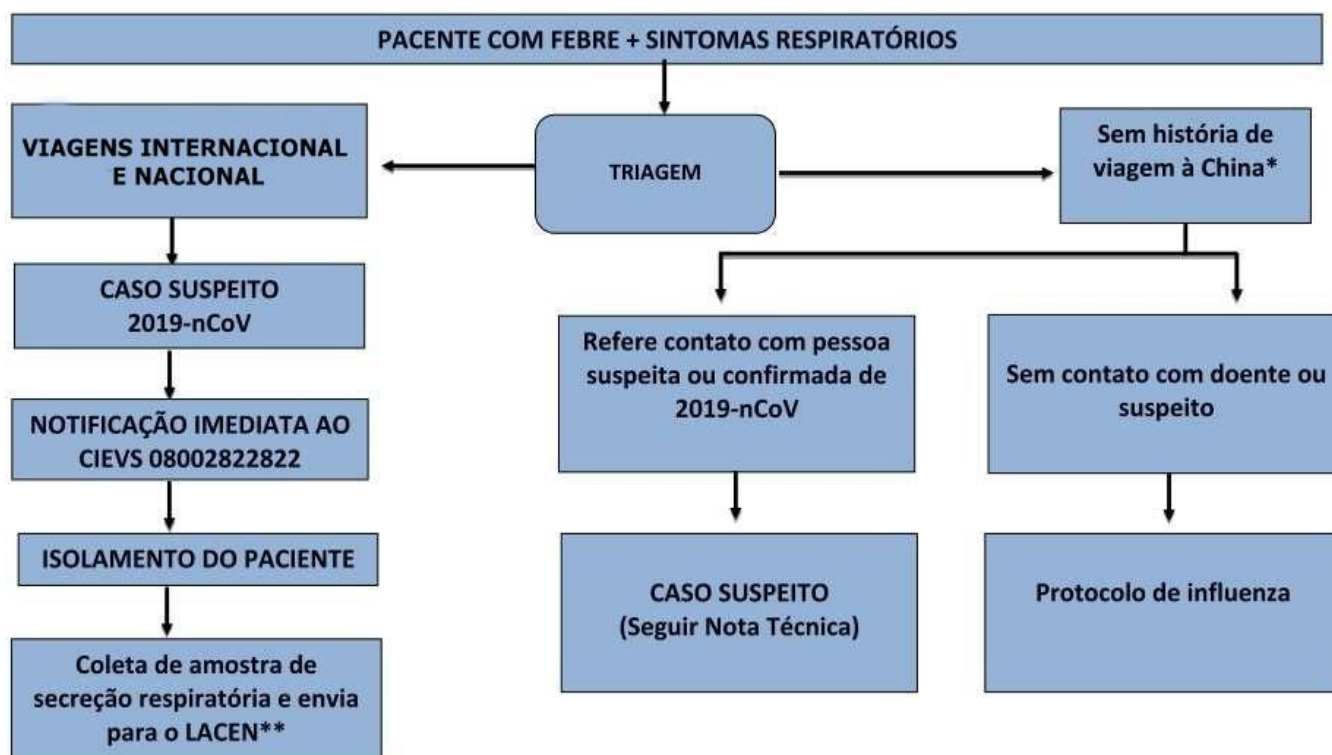 PACENTE COM FEBRE + SINTOMAS RESPIRATÓRIOS
TRIAGEM
VIAGENS INTERNACIONAL
E NACIONAL
CASO SUSPEITO
2019-nCoV
NOTIFICAÇÃO IMEDIATA AO
CIEVS 08002822822
ISOLAMENTO DO PACIENTE
Coleta de amostra de
secreção respiratória e envia
para o LACEN**
Sem história de
viagem à China*
Refere contato com pessoa
suspeita ou confirmada de
2019-nCoV
CASO SUSPEITO
(Seguir Nota Técnica)
Sem contato com doente ou
suspeito
Protocolo de influenza